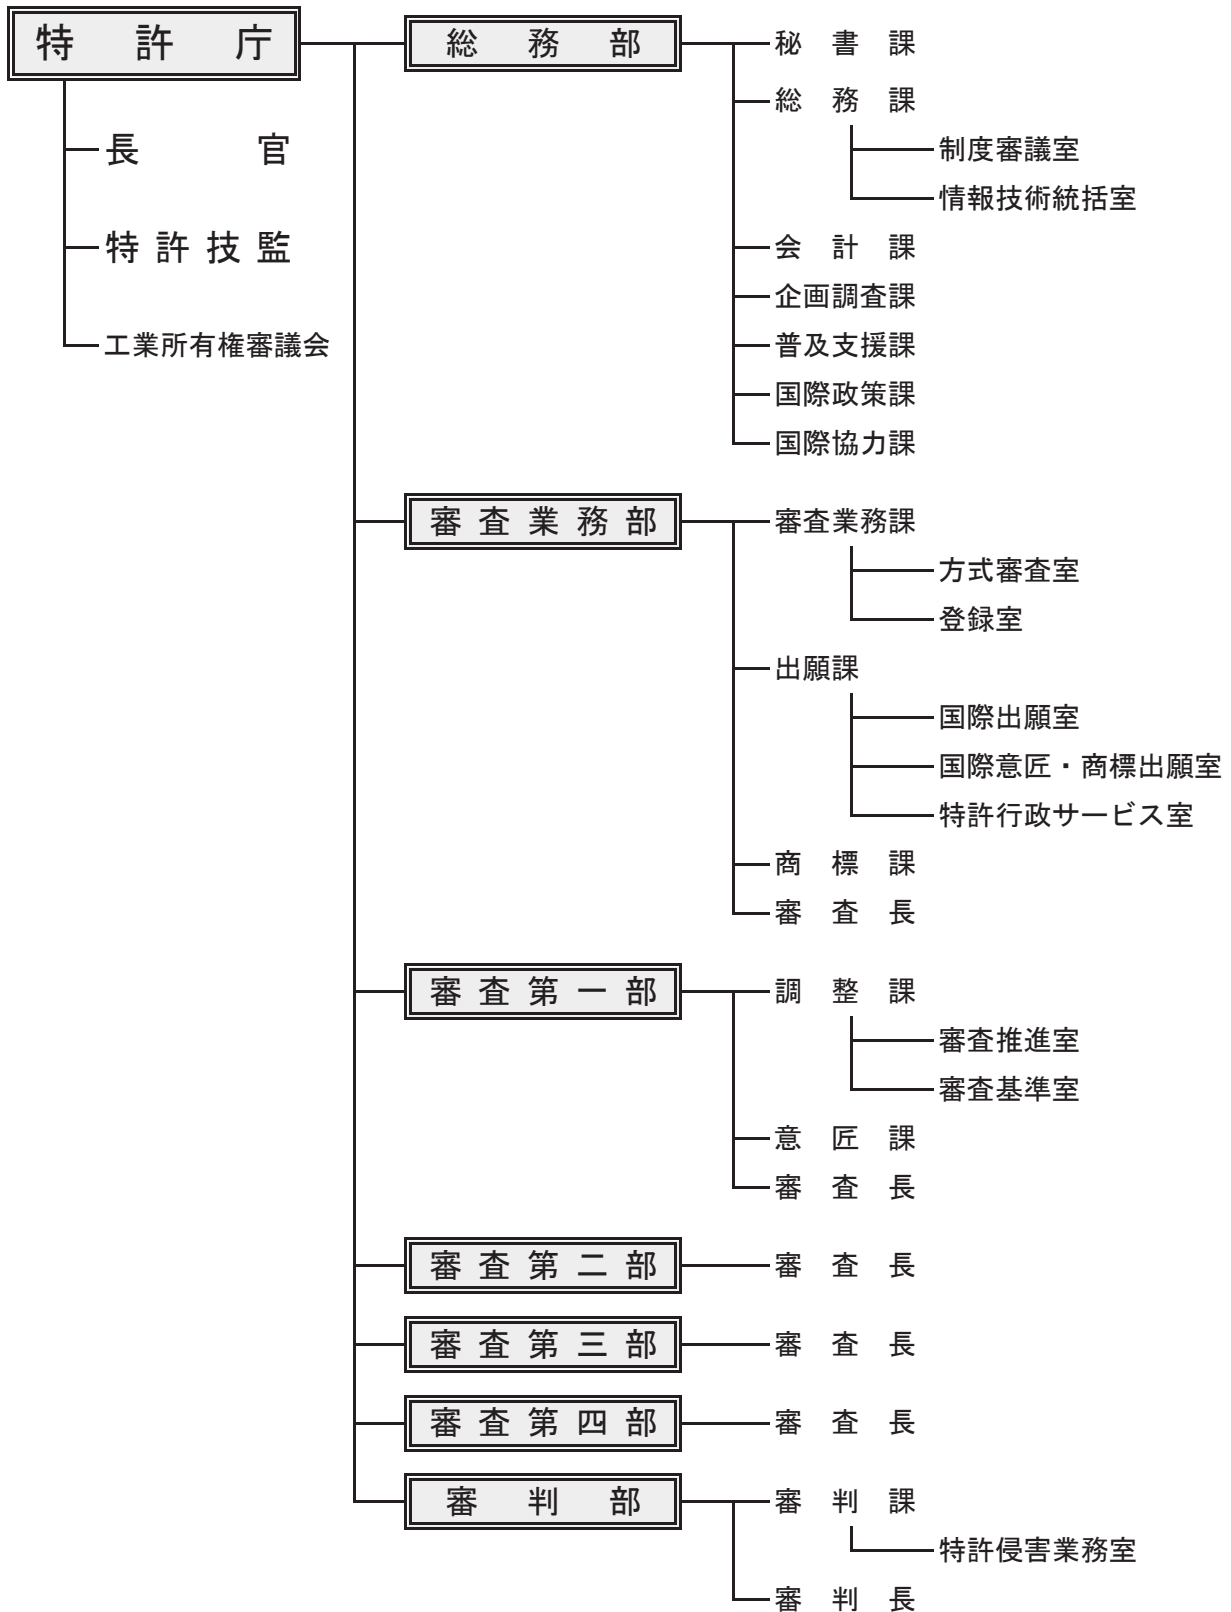 特許庁
長官
特許技監
工業所有権審議会
総務部
秘書課
総務課
制度審議室
情報技術統括室
会計課
企画調査課
普及支援課
国際政策課
国際協力課
審査業務部
審査業務課
方式審査室
登録室
出願課
国際出願室
国際意匠・商標出願室
特許行政サービス室
商標課
審査長
審査第一部
調整課
審査推進室
審査基準室
意匠課
審査長
審査第二部
審査長
審査第三部
審査長
審査第四部
審査長
審判部
審判課
特許侵害業務室
審判長